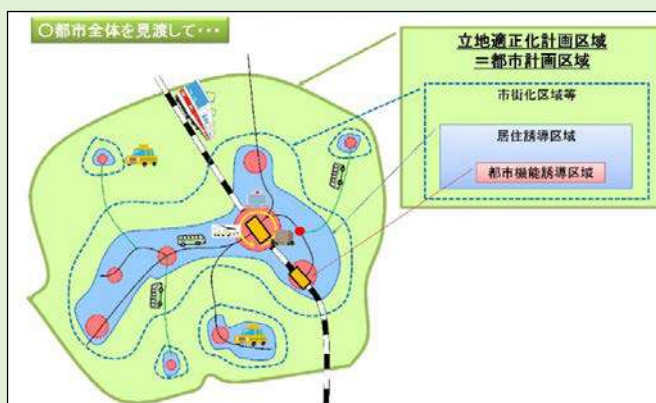 〇都市全体を見渡して・・・
立地適正化計画区域
＝都市計画区域
市街化区域等
居住誘導区域
都市機能誘導区域